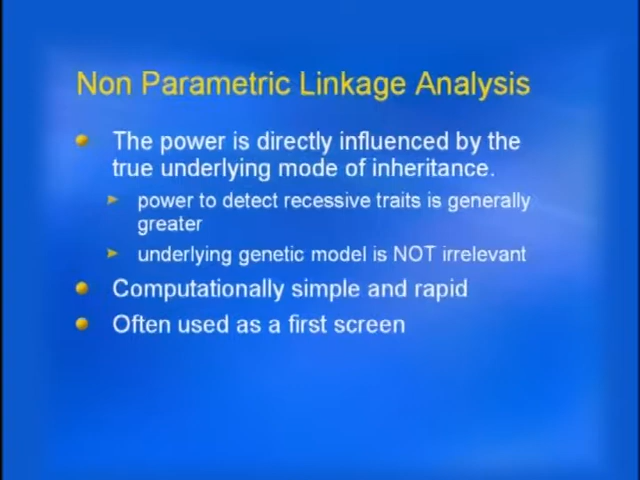 Non Parametric Linkage Analysis
The power is directly influenced by the
true underlying mode of inheritance.
power to detect recessive traits is generally
greater
underlying genetic model is NOT irrelevant
Computationally simple and rapid
Often used as a first screen